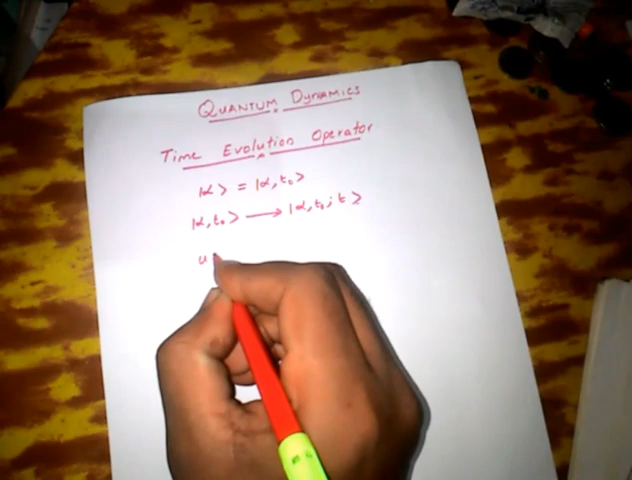 QUANTUM DYNAMICS
Time Evolution Operator
|α> = |α, t₀>
|α, t₀> ⟶ |α, t₀; t>
u